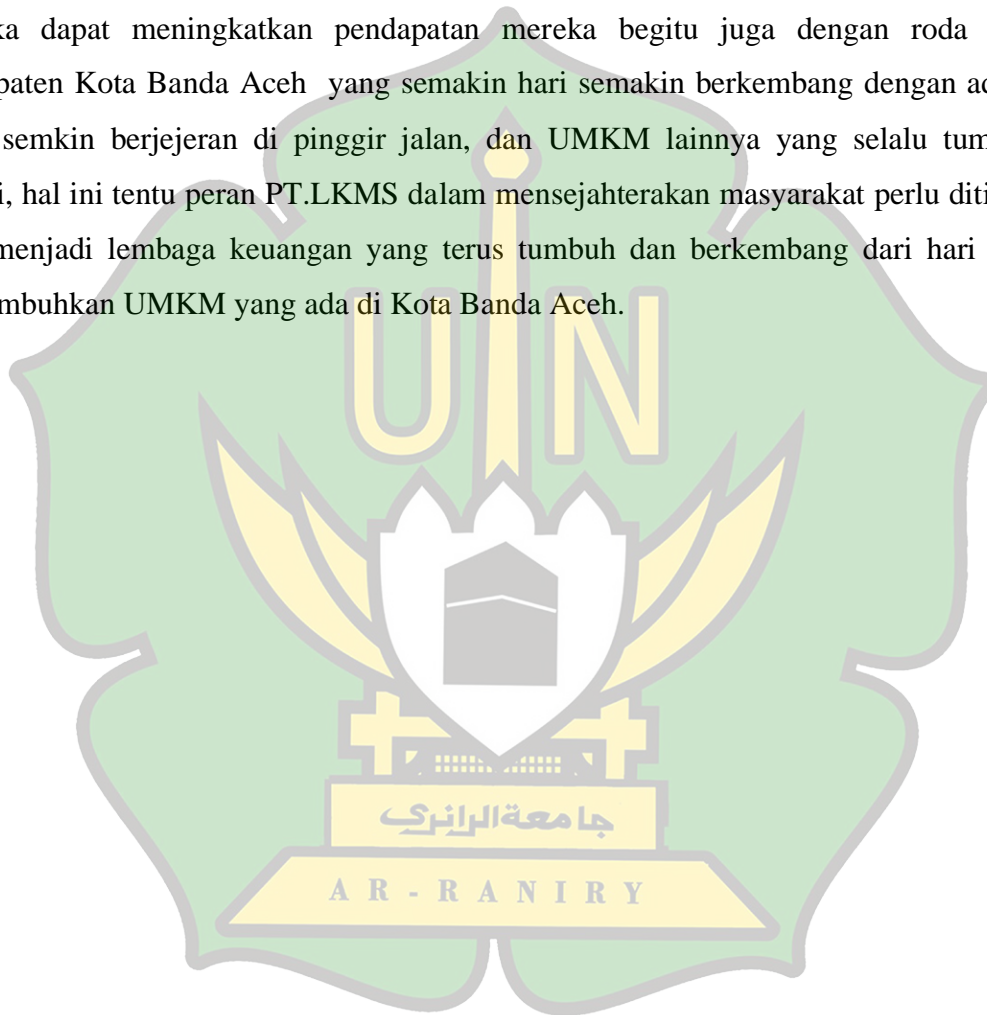 ka dapat meningkatkan pendapatan mereka begitu juga dengan roda
paten Kota Banda Aceh yang semakin hari semakin berkembang dengan ad
semkin berjejeran di pinggir jalan, dan UMKM lainnya yang selalu tum
i, hal ini tentu peran PT.LKMS dalam mensejahterakan masyarakat perlu diti
menjadi lembaga keuangan yang terus tumbuh dan berkembang dari hari
mbuhkan UMKM yang ada di Kota Banda Aceh.
UIN
جامعةالرانري
AR-RANIRY